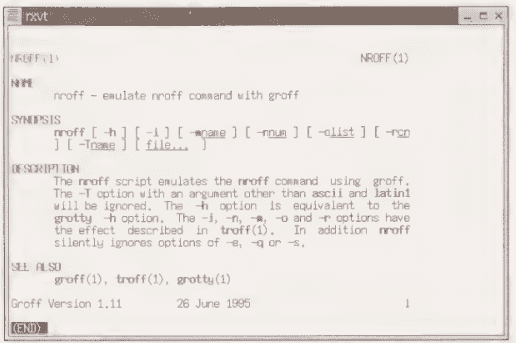 rxvt
NROFF(1) NROFF(1)
NAME
nroff - emulate nroff command with groff
SYNOPSIS
nroff [ -h ] [ -i ] [ -mname ] [ -nnum ] [ -olist ] [ -rcn
] [ -Tname ] [ file... ]
DESCRIPTION
The nroff script emulates the nroff command using groff.
The -T option with an argument other than ascii and latin1
will be ignored. The -h option is equivalent to the
grotty -h option. The -i, -n, -m, -o and -r options have
the effect described in troff(1). In addition nroff
silently ignores options of -e, -q or -s.
SEE ALSO
groff(1), troff(1), grotty(1)
Groff Version 1.11 26 June 1995 1
(END)